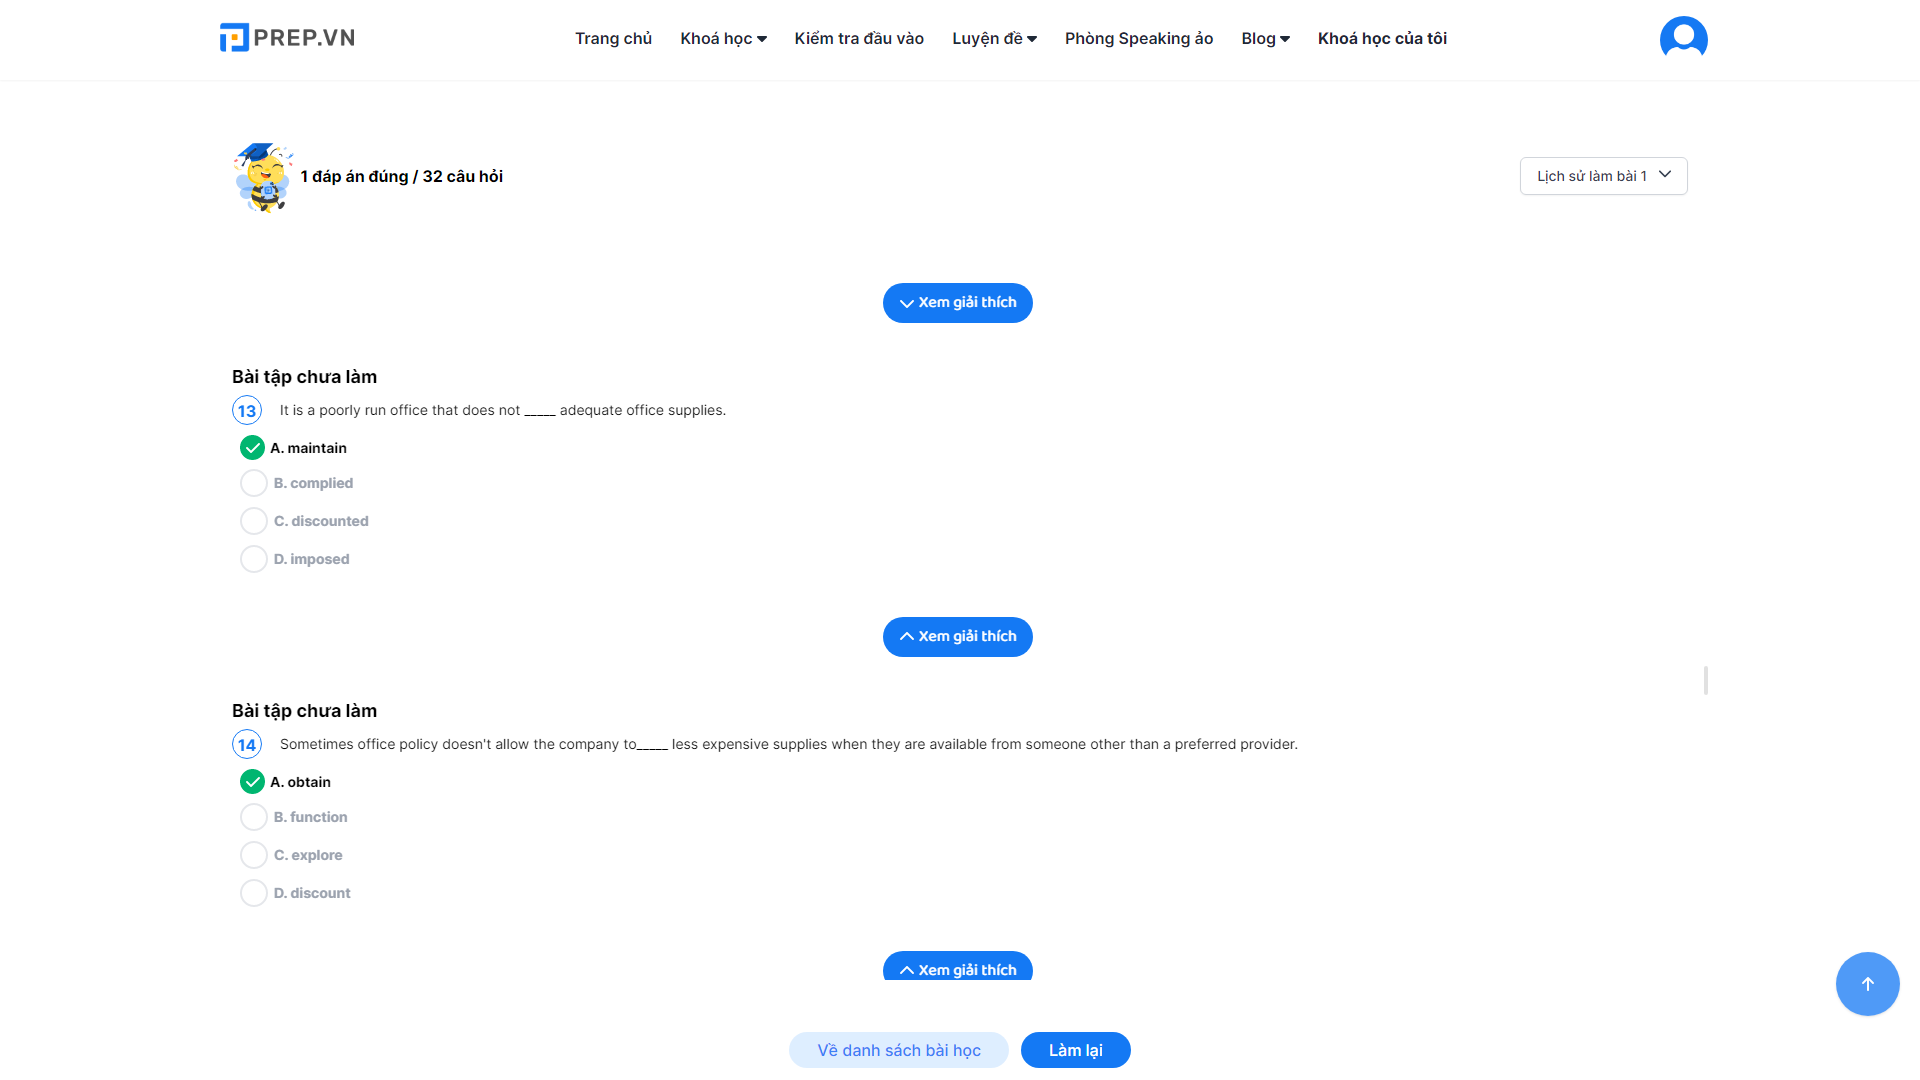 PREP.VN
Trang chủ Khoá học Kiểm tra đầu vào Luyện đề Phòng Speaking ảo Blog Khoá học của tôi
1 đáp án đúng / 32 câu hỏi
Lịch sử làm bài 1
Xem giải thích
Bài tập chưa làm
13 It is a poorly run office that does not _____ adequate office supplies.
A. maintain
B. complied
C. discounted
D. imposed
Xem giải thích
Bài tập chưa làm
14 Sometimes office policy doesn't allow the company to_____ less expensive supplies when they are available from someone other than a preferred provider.
A. obtain
B. function
C. explore
D. discount
Xem giải thích
Về danh sách bài học Làm lại